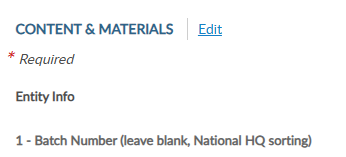 CONTENT & MATERIALS Edit
* Required
Entity Info
1 - Batch Number (leave blank, National HQ sorting)